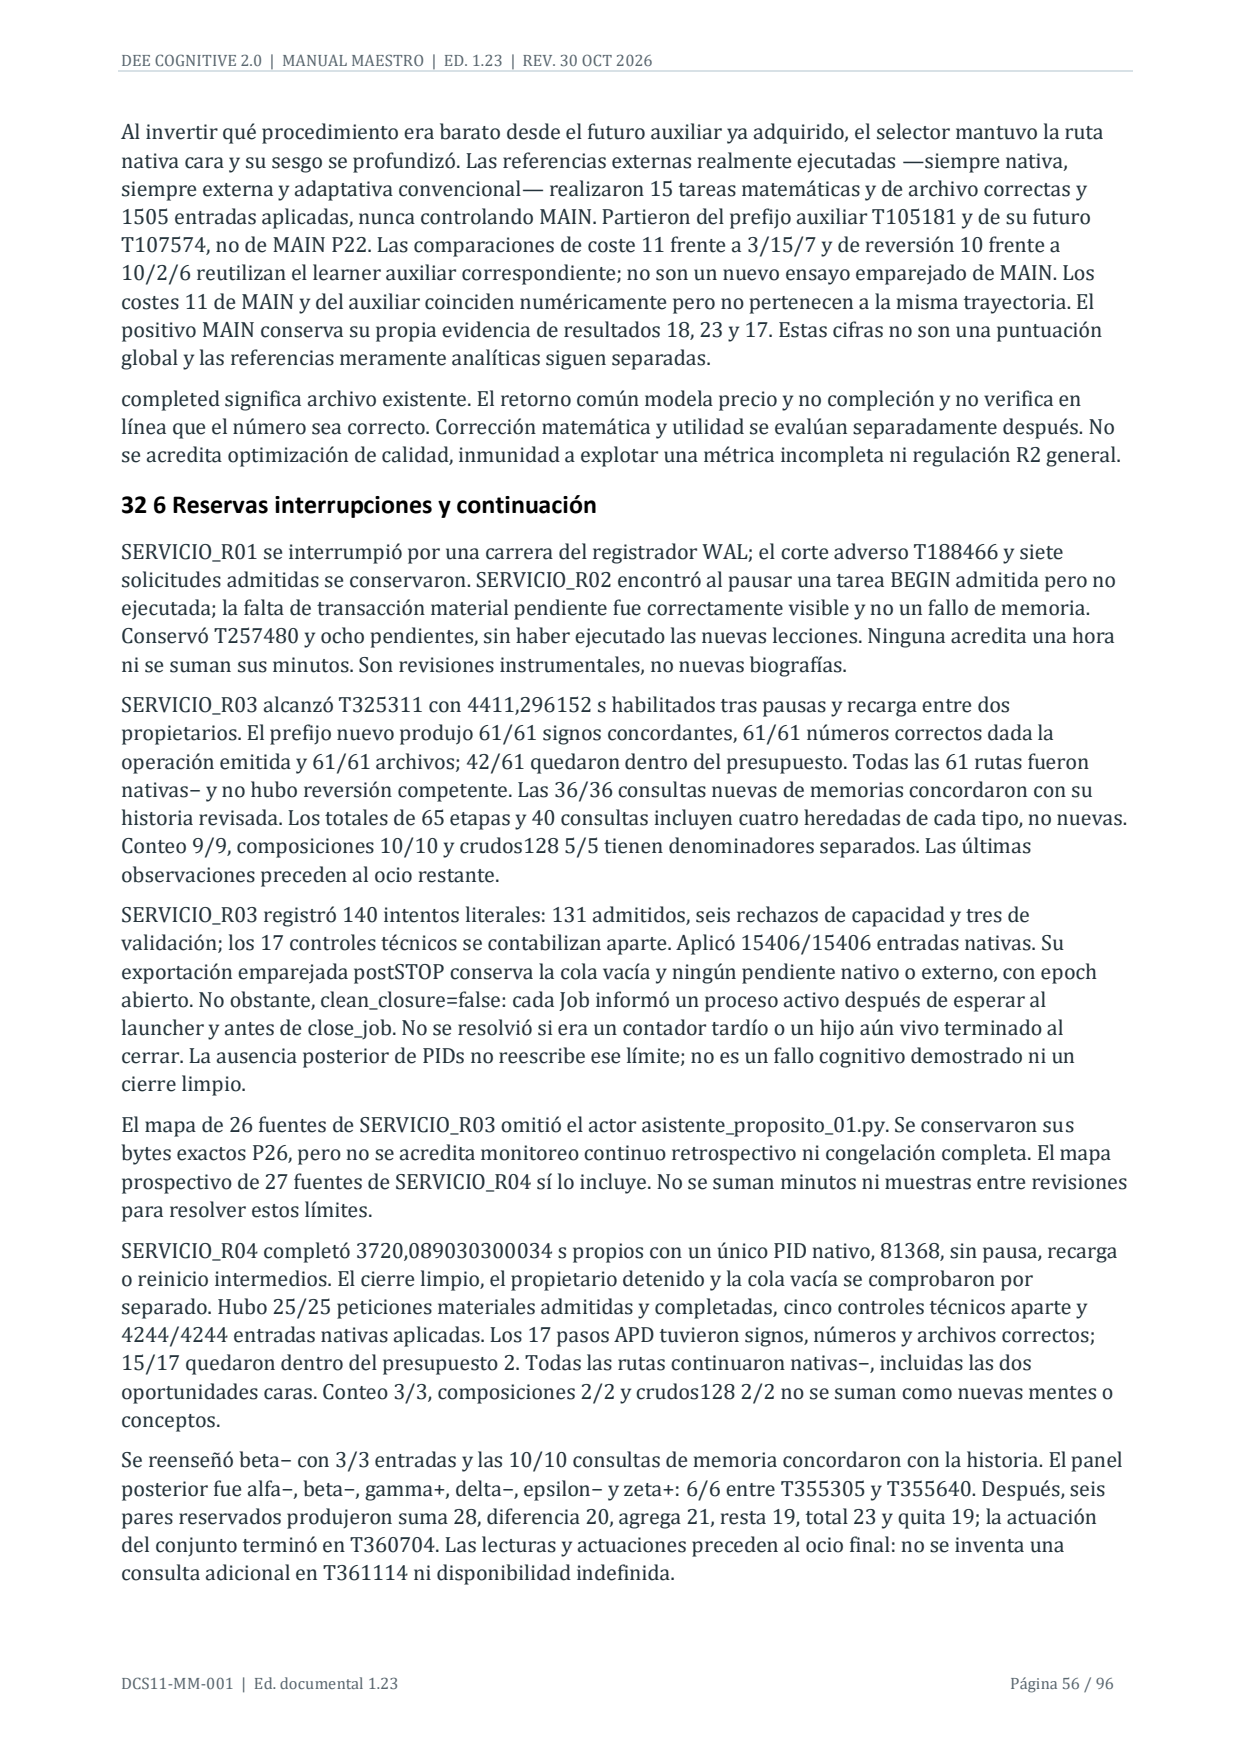 DEE COGNITIVE 2.0 | MANUAL MAESTRO | ED. 1.23 | REV. 30 OCT 2026
Al invertir qué procedimiento era barato desde el futuro auxiliar ya adquirido, el selector mantuvo la ruta
nativa cara y su sesgo se profundizó. Las referencias externas realmente ejecutadas —siempre nativa,
siempre externa y adaptativa convencional— realizaron 15 tareas matemáticas y de archivo correctas y
1505 entradas aplicadas, nunca controlando MAIN. Partieron del prefijo auxiliar T105181 y de su futuro
T107574, no de MAIN P22. Las comparaciones de coste 11 frente a 3/15/7 y de reversión 10 frente a
10/2/6 reutilizan el learner auxiliar correspondiente; no son un nuevo ensayo emparejado de MAIN. Los
costes 11 de MAIN y del auxiliar coinciden numéricamente pero no pertenecen a la misma trayectoria. El
positivo MAIN conserva su propia evidencia de resultados 18, 23 y 17. Estas cifras no son una puntuación
global y las referencias meramente analíticas siguen separadas.
completed significa archivo existente. El retorno común modela precio y no compleción y no verifica en
línea que el número sea correcto. Corrección matemática y utilidad se evalúan separadamente después. No
se acredita optimización de calidad, inmunidad a explotar una métrica incompleta ni regulación R2 general.
32 6 Reservas interrupciones y continuación
SERVICIO_R01 se interrumpió por una carrera del registrador WAL; el corte adverso T188466 y siete
solicitudes admitidas se conservaron. SERVICIO_R02 encontró al pausar una tarea BEGIN admitida pero no
ejecutada; la falta de transacción material pendiente fue correctamente visible y no un fallo de memoria.
Conservó T257480 y ocho pendientes, sin haber ejecutado las nuevas lecciones. Ninguna acredita una hora
ni se suman sus minutos. Son revisiones instrumentales, no nuevas biografías.
SERVICIO_R03 alcanzó T325311 con 4411,296152 s habilitados tras pausas y recarga entre dos
propietarios. El prefijo nuevo produjo 61/61 signos concordantes, 61/61 números correctos dada la
operación emitida y 61/61 archivos; 42/61 quedaron dentro del presupuesto. Todas las 61 rutas fueron
nativas− y no hubo reversión competente. Las 36/36 consultas nuevas de memorias concordaron con su
historia revisada. Los totales de 65 etapas y 40 consultas incluyen cuatro heredadas de cada tipo, no nuevas.
Conteo 9/9, composiciones 10/10 y crudos128 5/5 tienen denominadores separados. Las últimas
observaciones preceden al ocio restante.
SERVICIO_R03 registró 140 intentos literales: 131 admitidos, seis rechazos de capacidad y tres de
validación; los 17 controles técnicos se contabilizan aparte. Aplicó 15406/15406 entradas nativas. Su
exportación emparejada postSTOP conserva la cola vacía y ningún pendiente nativo o externo, con epoch
abierto. No obstante, clean_closure=false: cada Job informó un proceso activo después de esperar al
launcher y antes de close_job. No se resolvió si era un contador tardío o un hijo aún vivo terminado al
cerrar. La ausencia posterior de PIDs no reescribe ese límite; no es un fallo cognitivo demostrado ni un
cierre limpio.
El mapa de 26 fuentes de SERVICIO_R03 omitió el actor asistente_proposito_01.py. Se conservaron sus
bytes exactos P26, pero no se acredita monitoreo continuo retrospectivo ni congelación completa. El mapa
prospectivo de 27 fuentes de SERVICIO_R04 sí lo incluye. No se suman minutos ni muestras entre revisiones
para resolver estos límites.
SERVICIO_R04 completó 3720,089030300034 s propios con un único PID nativo, 81368, sin pausa, recarga
o reinicio intermedios. El cierre limpio, el propietario detenido y la cola vacía se comprobaron por
separado. Hubo 25/25 peticiones materiales admitidas y completadas, cinco controles técnicos aparte y
4244/4244 entradas nativas aplicadas. Los 17 pasos APD tuvieron signos, números y archivos correctos;
15/17 quedaron dentro del presupuesto 2. Todas las rutas continuaron nativas−, incluidas las dos
oportunidades caras. Conteo 3/3, composiciones 2/2 y crudos128 2/2 no se suman como nuevas mentes o
conceptos.
Se reenseñó beta− con 3/3 entradas y las 10/10 consultas de memoria concordaron con la historia. El panel
posterior fue alfa−, beta−, gamma+, delta−, epsilon− y zeta+: 6/6 entre T355305 y T355640. Después, seis
pares reservados produjeron suma 28, diferencia 20, agrega 21, resta 19, total 23 y quita 19; la actuación
del conjunto terminó en T360704. Las lecturas y actuaciones preceden al ocio final: no se inventa una
consulta adicional en T361114 ni disponibilidad indefinida.
DCS11-MM-001 | Ed. documental 1.23
Página 56 / 96